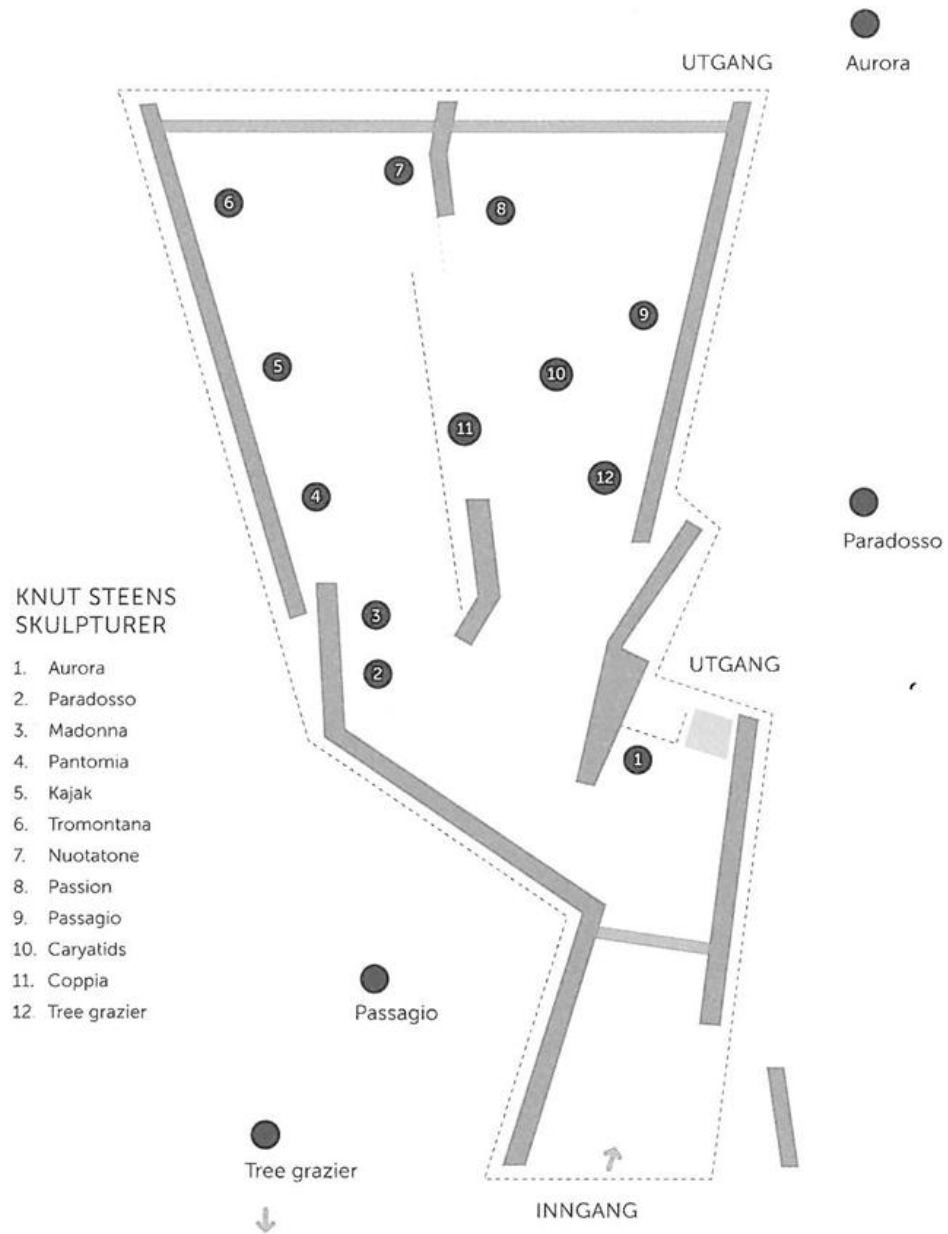 UTGANG
Aurora
7
6
8
9
5
10
11
12
4
Paradosso
KNUT STEENS
SKULPTURER
3
2
UTGANG
1
1. Aurora
2. Paradosso
3. Madonna
4. Pantomia
5. Kajak
6. Tromontana
7. Nuotatone
8. Passion
9. Passagio
10. Caryatids
11. Coppia
12. Tree grazier
Passagio
Tree grazier
INNGANG